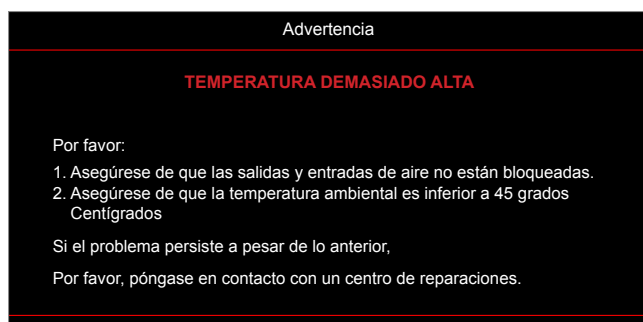 Advertencia
TEMPERATURA DEMASIADO ALTA
Por favor:
1. Asegúrese de que las salidas y entradas de aire no están bloqueadas.
2. Asegúrese de que la temperatura ambiental es inferior a 45 grados
Centígrados
Si el problema persiste a pesar de lo anterior,
Por favor, póngase en contacto con un centro de reparaciones.